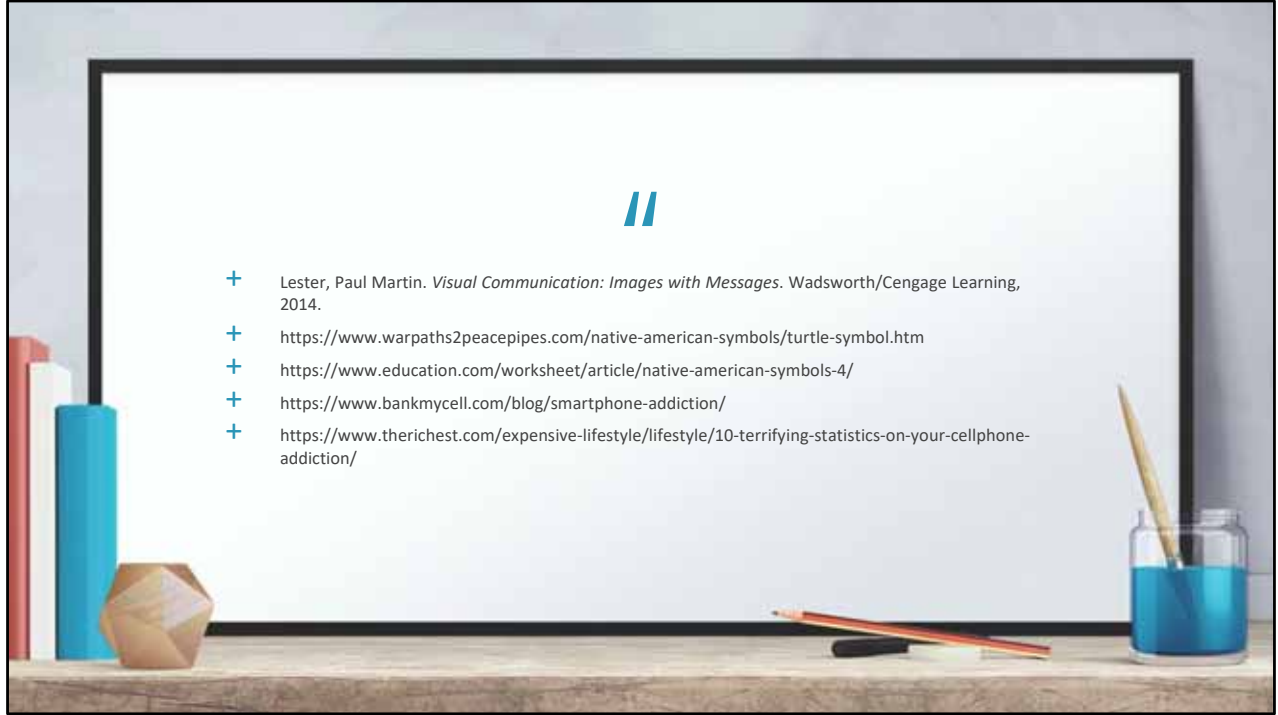 "
+ Lester, Paul Martin. Visual Communication: Images with Messages. Wadsworth/Cengage Learning,
2014.
+ https://www.warpaths2peacepipes.com/native-american-symbols/turtle-symbol.htm
+ https://www.education.com/worksheet/article/native-american-symbols-4/
+ https://www.bankmycell.com/blog/smartphone-addiction/
+ https://www.therichest.com/expensive-lifestyle/lifestyle/10-terrifying-statistics-on-your-cellphone-
addiction/